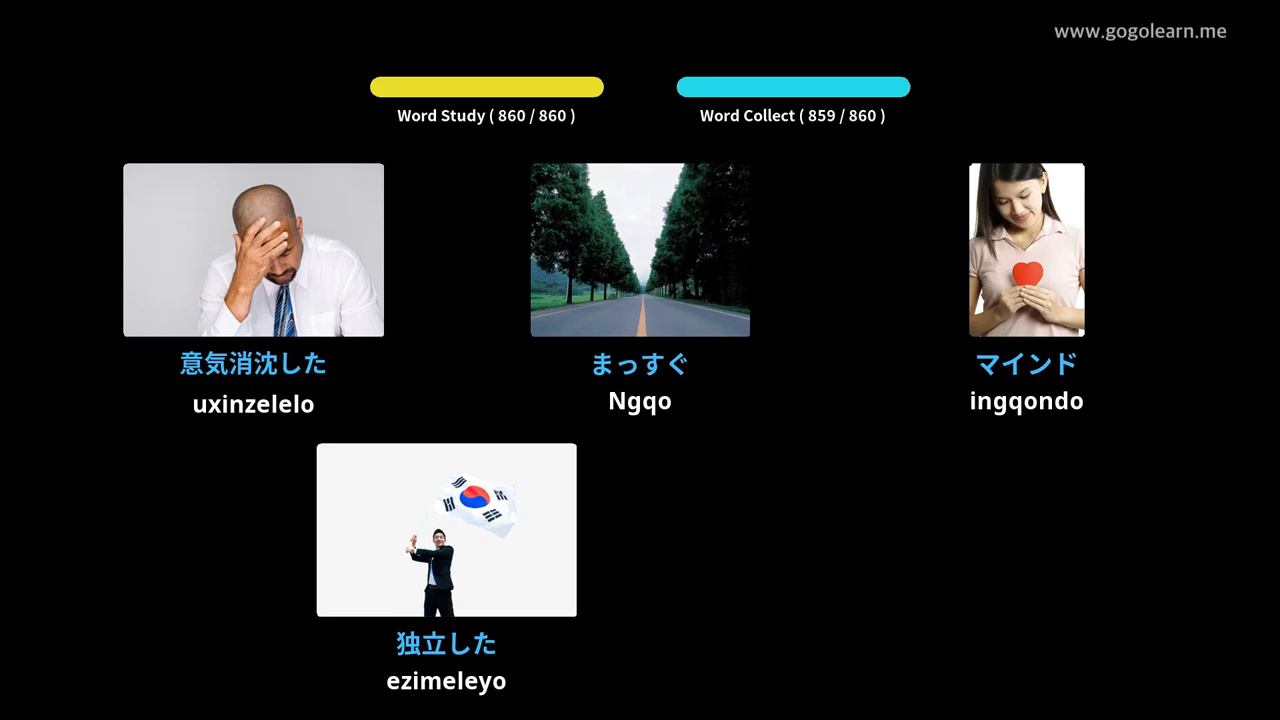 www.gogolearn.me
Word Study ( 860 / 860 )
Word Collect ( 859 / 860 )
意気消沈した
uxinzelelo
まっすぐ
Ngqo
マインド
ingqondo
独立した
ezimeleyo